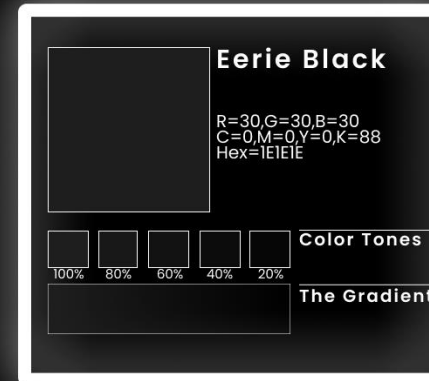 Eerie Black
R=30,G=30,B=30
C=0,M=0,Y=0,K=88
Hex=1E1E1E
Color Tones
100% 80% 60% 40% 20%
The Gradient